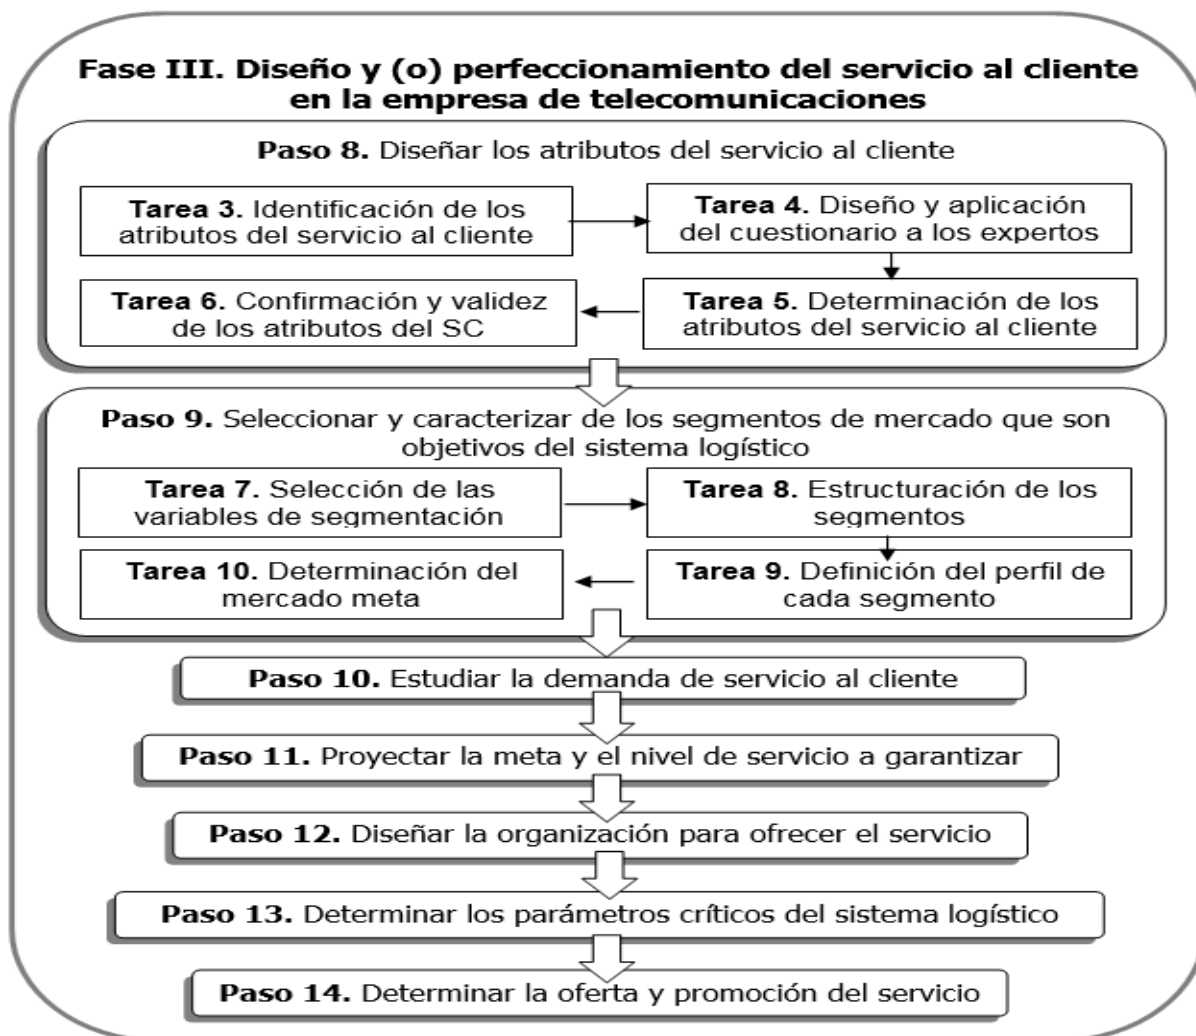 Fase III. Diseño y (o) perfeccionamiento del servicio al cliente
en la empresa de telecomunicaciones
Paso 8. Diseñar los atributos del servicio al cliente
Tarea 3. Identificación de los
atributos del servicio al cliente
Tarea 4. Diseño y aplicación
del cuestionario a los expertos
Tarea 5. Determinación de los
atributos del servicio al cliente
Tarea 6. Confirmación y validez
de los atributos del SC
Paso 9. Seleccionar y caracterizar de los segmentos de mercado que son
objetivos del sistema logístico
Tarea 7. Selección de las
variables de segmentación
Tarea 8. Estructuración de los
segmentos
Tarea 9. Definición del perfil de
cada segmento
Tarea 10. Determinación del
mercado meta
Paso 10. Estudiar la demanda de servicio al cliente
Paso 11. Proyectar la meta y el nivel de servicio a garantizar
Paso 12. Diseñar la organización para ofrecer el servicio
Paso 13. Determinar los parámetros críticos del sistema logístico
Paso 14. Determinar la oferta y promoción del servicio